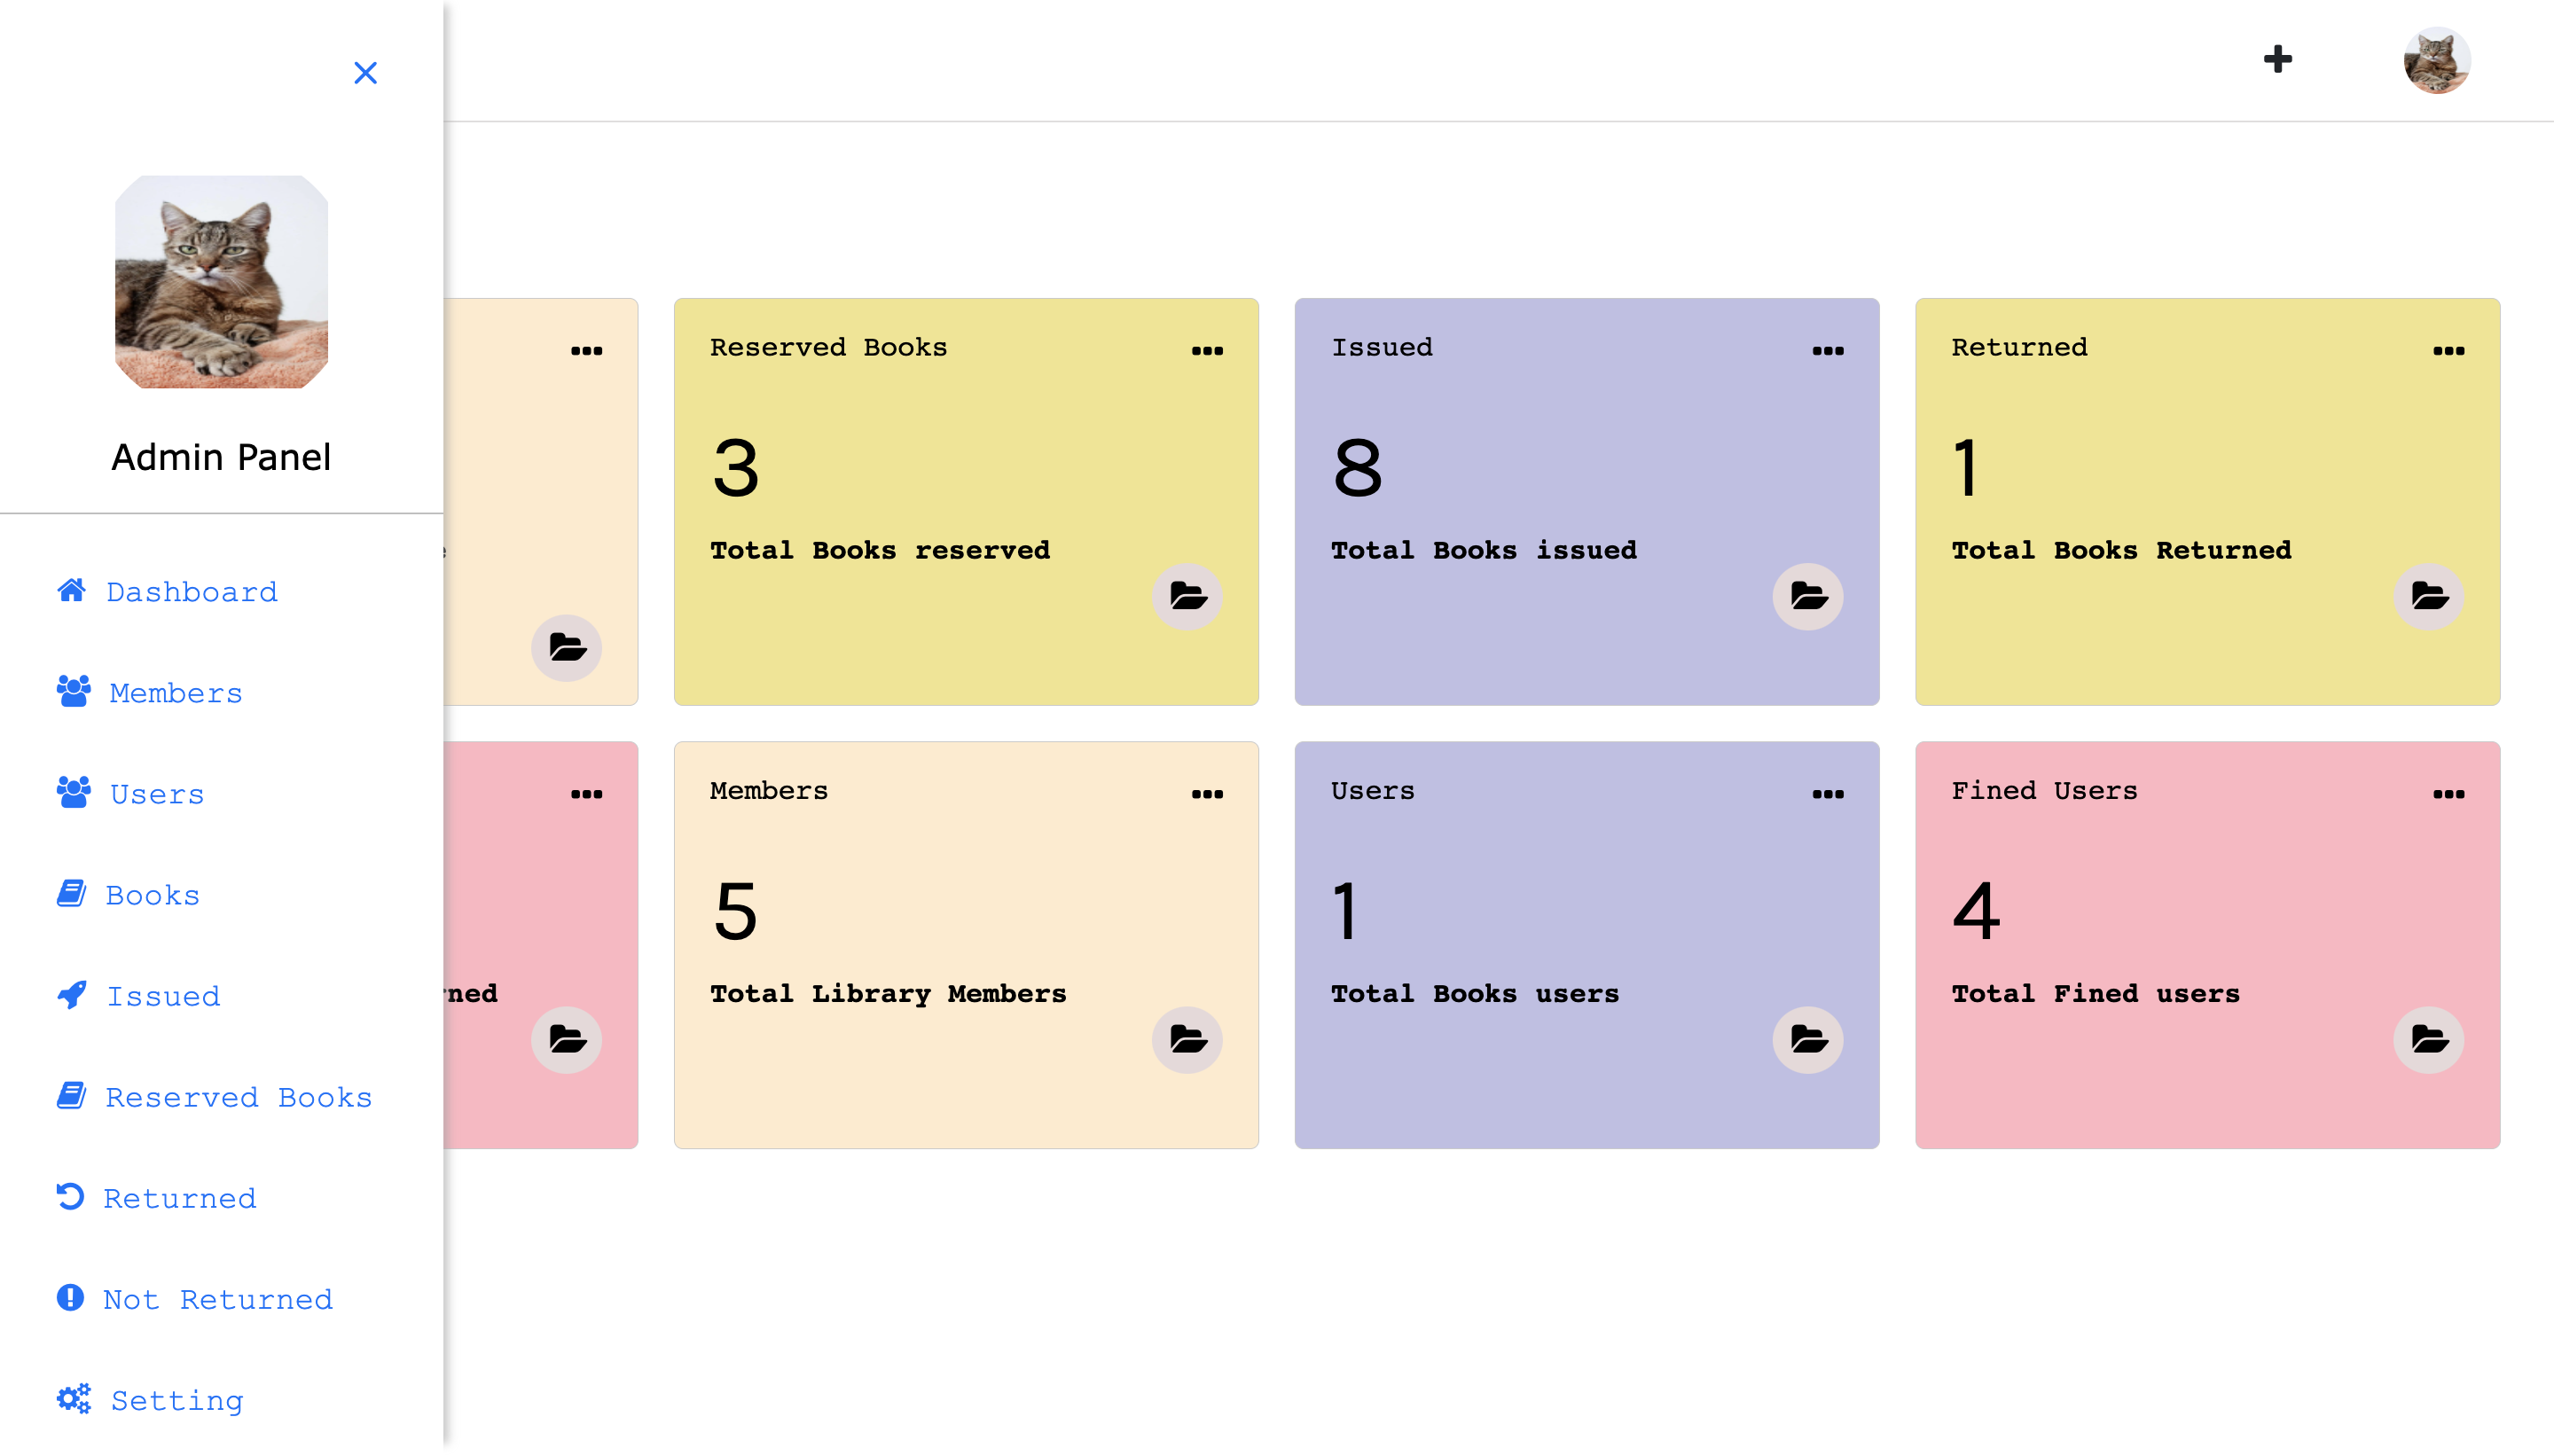 Admin Panel
Dashboard
Members
Users
Books
Issued
Reserved Books
Returned
Not Returned
Setting
Reserved Books
3
Total Books reserved
Issued
8
Total Books issued
Returned
1
Total Books Returned
Members
5
Total Library Members
Users
1
Total Books users
Fined Users
4
Total Fined users